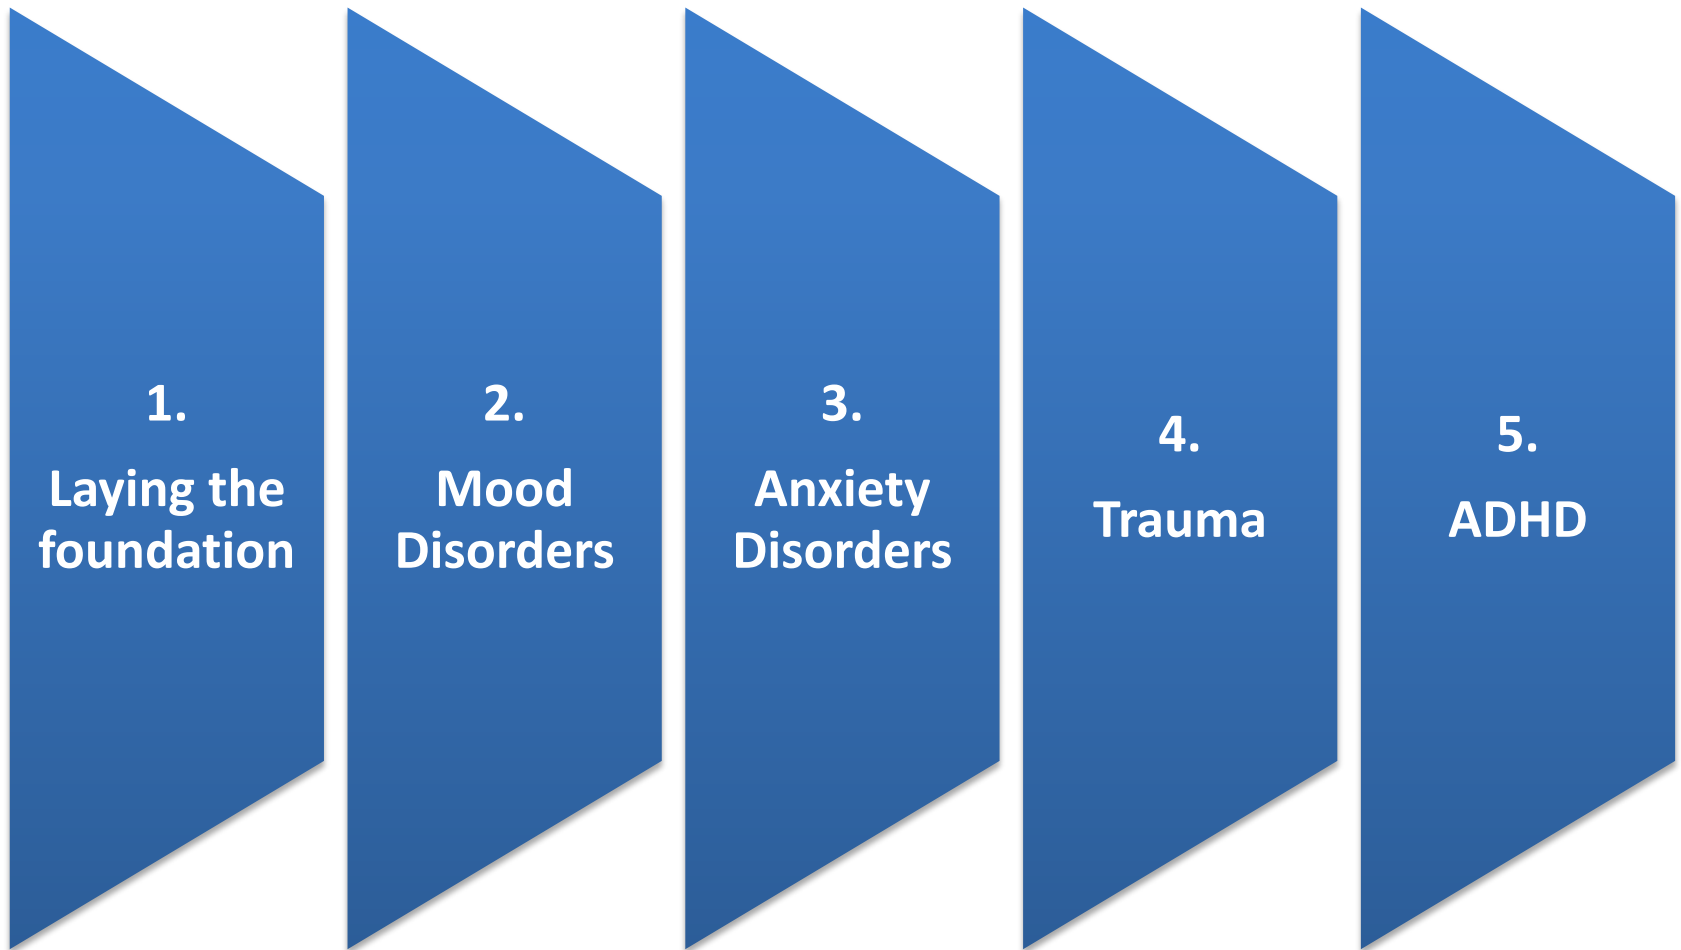 1.
Laying the
foundation
2.
Mood
Disorders
3.
Anxiety
Disorders
4.
Trauma
5.
ADHD